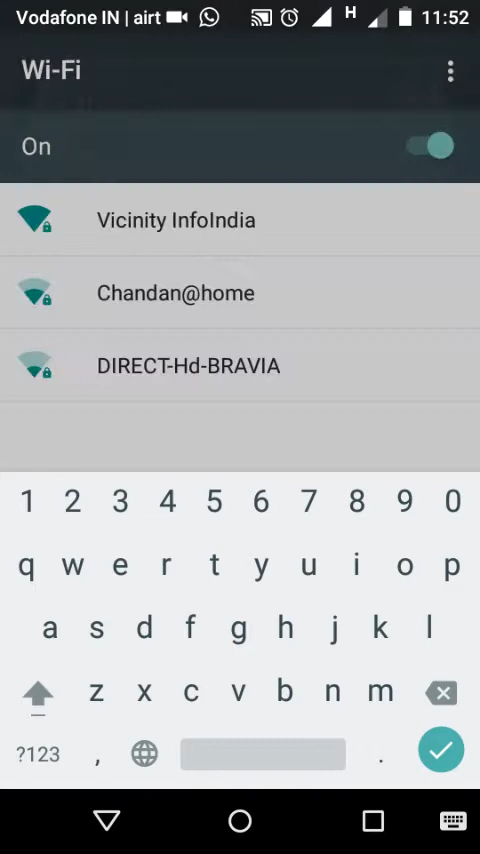 Vodafone IN | airt H 11:52
Wi-Fi
On
Vicinity InfoIndia
Chandan@home
DIRECT-Hd-BRAVIA
1 2 3 4 5 6 7 8 9 0
q w e r t y u i o p
a s d f g h j k l
z x c v b n m
?123 , .